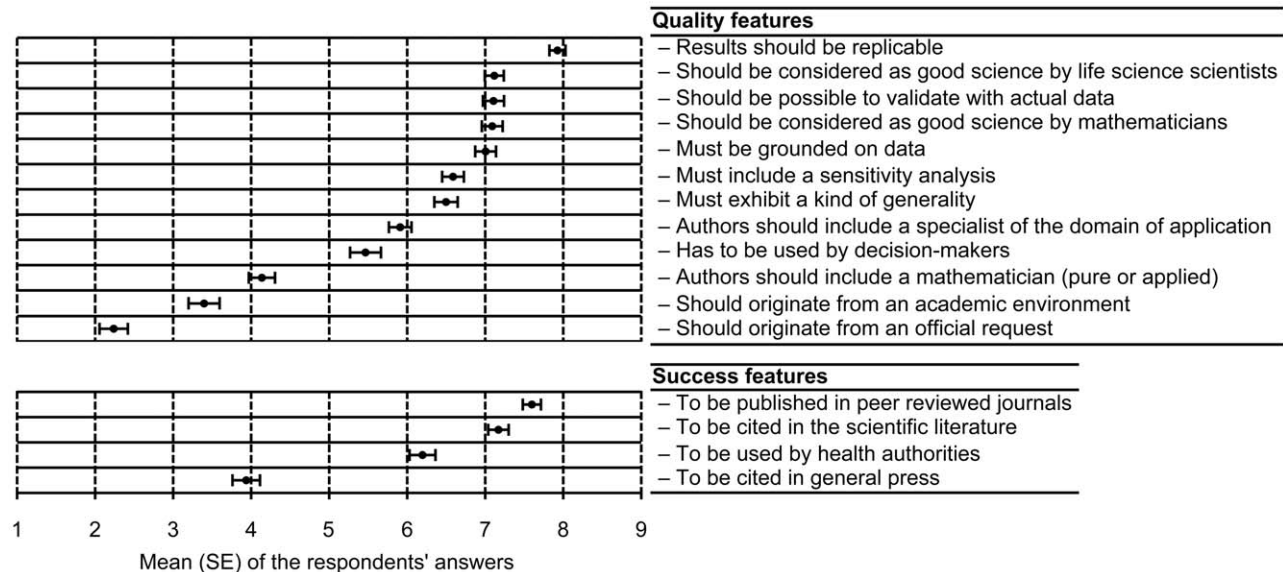 Quality features
– Results should be replicable
– Should be considered as good science by life science scientists
– Should be possible to validate with actual data
– Should be considered as good science by mathematicians
– Must be grounded on data
– Must include a sensitivity analysis
– Must exhibit a kind of generality
– Authors should include a specialist of the domain of application
– Has to be used by decision-makers
– Authors should include a mathematician (pure or applied)
– Should originate from an academic environment
– Should originate from an official request
Success features
– To be published in peer reviewed journals
– To be cited in the scientific literature
– To be used by health authorities
– To be cited in general press
1 2 3 4 5 6 7 8 9
Mean (SE) of the respondents' answers